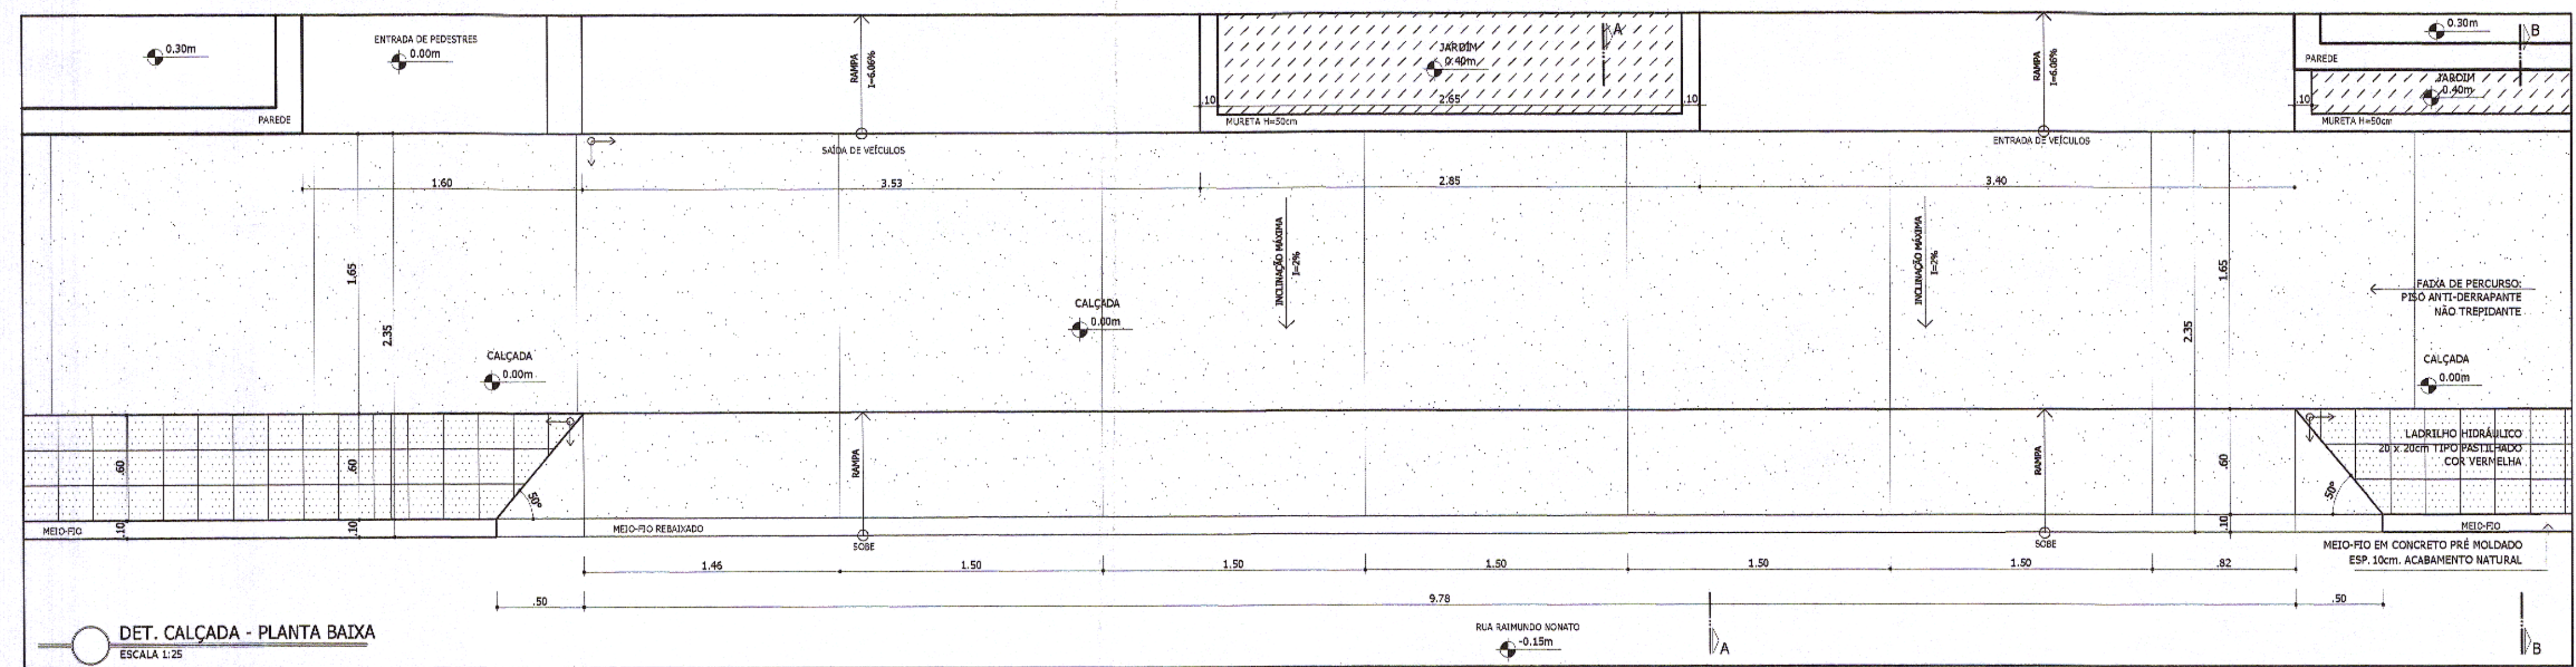 0.30m
ENTRADA DE PEDESTRES
0.00m
PAREDE
RAMPA
I=6.06%
JARDIM
0.40m
A
.10
2.65
.10
MURETA H=50cm
RAMPA
I=6.06%
0.30m
B
PAREDE
JARDIM
0.40m
.10
MURETA H=50cm
SAÍDA DE VEÍCULOS
ENTRADA DE VEÍCULOS
1.60
3.53
2.85
3.40
1.65
2.35
INCLINAÇÃO MÁXIMA
I=2%
INCLINAÇÃO MÁXIMA
I=2%
1.65
2.35
FAIXA DE PERCURSO:
PISO ANTI-DERRAPANTE
NÃO TREPIDANTE
CALÇADA
0.00m
CALÇADA
0.00m
CALÇADA
0.00m
.60
.60
50°
RAMPA
RAMPA
.60
50°
LADRILHO HIDRÁULICO
20 x 20cm TIPO PASTILHADO
COR VERMELHA
MEIO-FIO
.10
.10
MEIO-FIO REBAIXADO
SOBE
SOBE
.10
MEIO-FIO
MEIO-FIO EM CONCRETO PRÉ MOLDADO
ESP. 10cm. ACABAMENTO NATURAL
1.46
1.50
1.50
1.50
1.50
1.50
.82
.50
9.78
.50
DET. CALÇADA - PLANTA BAIXA
ESCALA 1:25
RUA RAIMUNDO NONATO
-0.15m
A
B